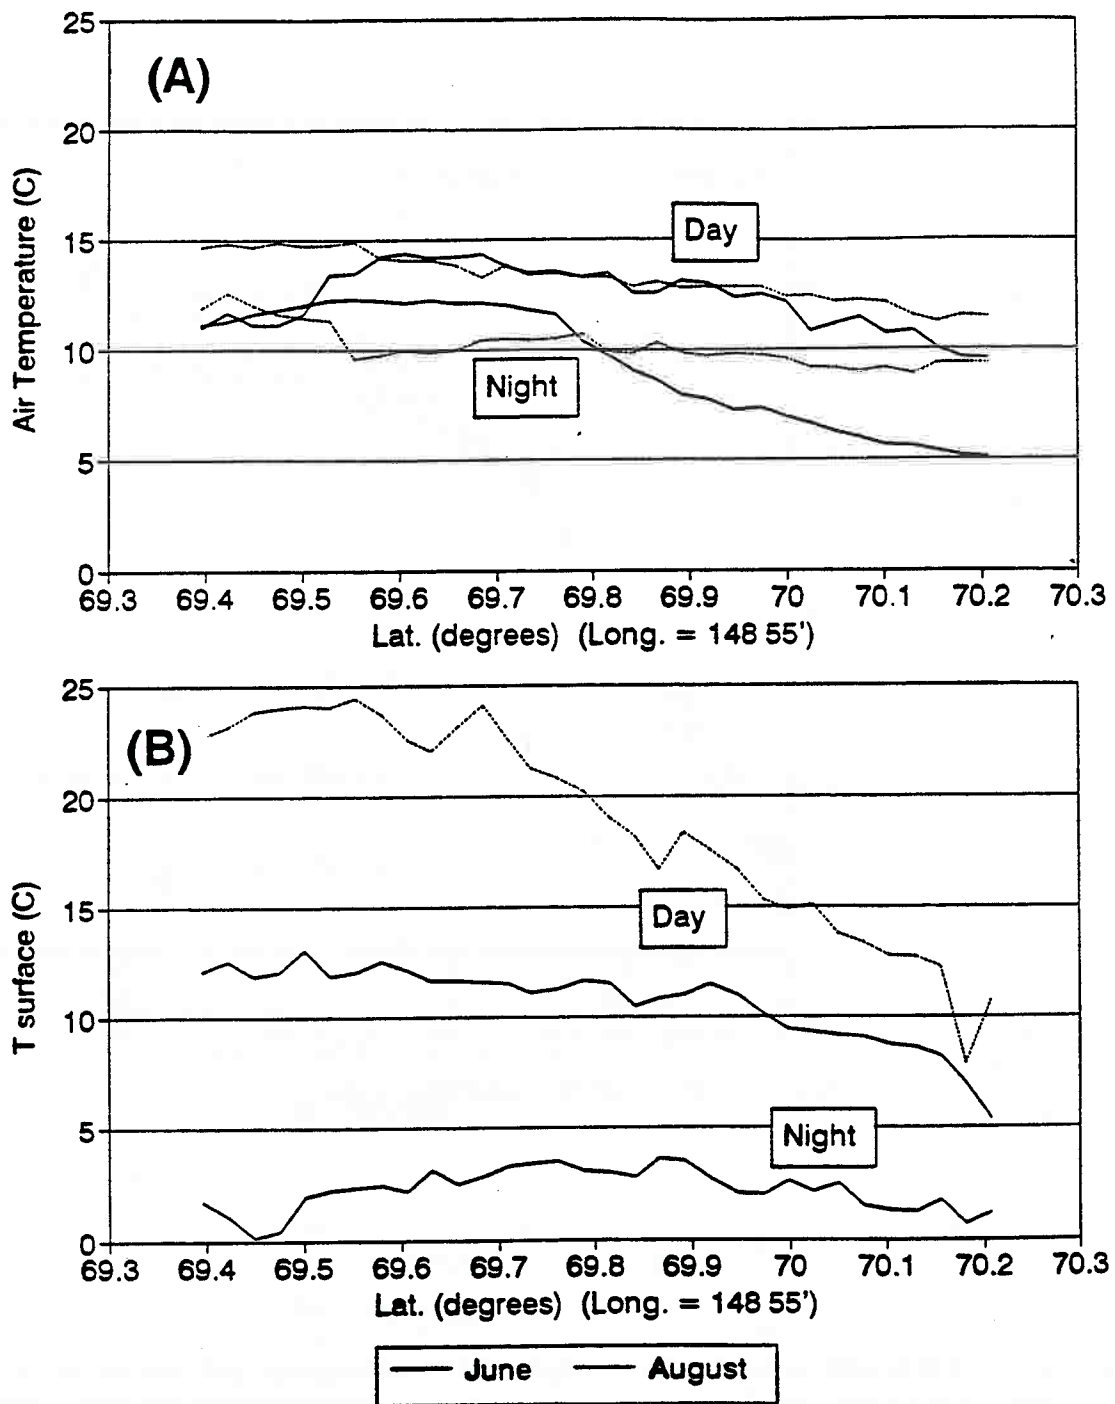 (A)
Air Temperature (C)
25
20
15
10
5
0
Day
Night
69.3 69.4 69.5 69.6 69.7 69.8 69.9 70 70.1 70.2 70.3
Lat. (degrees) (Long. = 148 55')
(B)
T surface (C)
25
20
15
10
5
0
Day
Night
69.3 69.4 69.5 69.6 69.7 69.8 69.9 70 70.1 70.2 70.3
Lat. (degrees) (Long. = 148 55')
June August